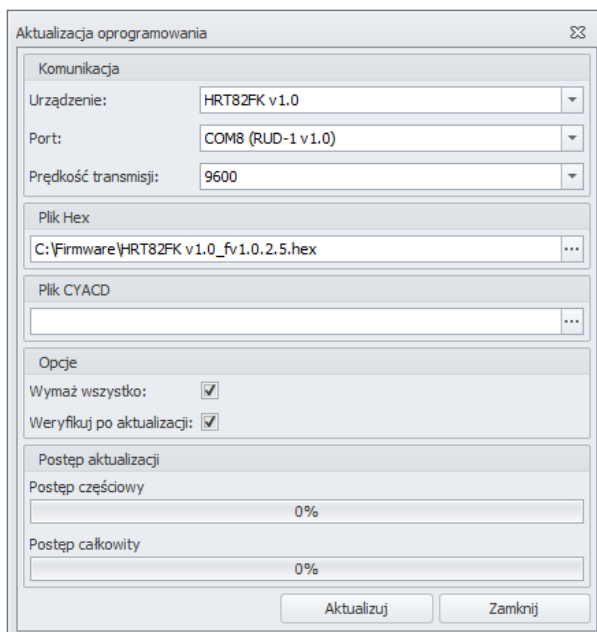 Aktualizacja oprogramowania
Komunikacja
Urządzenie: HRT82FK v1.0
Port: COM8 (RUD-1 v1.0)
Prędkość transmisji: 9600
Plik Hex
C:\Firmware\HRT82FK v1.0_fv1.0.2.5.hex ...
Plik CYACD
...
Opcje
Wymaż wszystko:
Weryfikuj po aktualizacji:
Postęp aktualizacji
Postęp częściowy
0%
Postęp całkowity
0%
Aktualizuj Zamknij